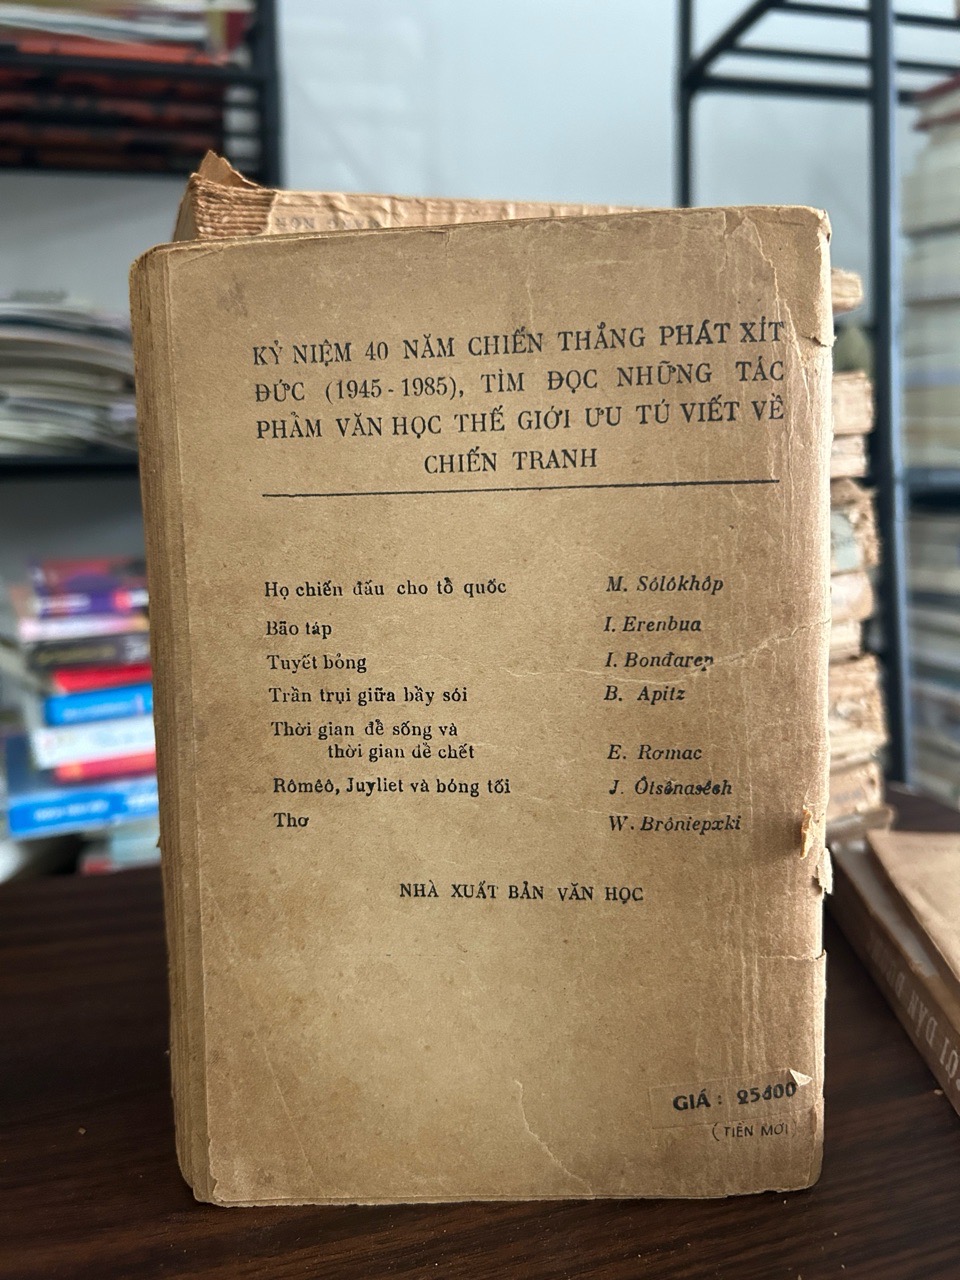 KỶ NIỆM 40 NĂM CHIẾN THẮNG PHÁT XÍT
ĐỨC (1945 - 1985), TÌM ĐỌC NHỮNG TÁC
PHẨM VĂN HỌC THẾ GIỚI ƯU TÚ VIẾT VỀ
CHIẾN TRANH
Họ chiến đấu cho tổ quốc M. Sôlôkhôp
Bão táp I. Erenbua
Tuyết bỏng I. Bonđarep
Trần trụi giữa bầy sói B. Apitz
Thời gian để sống và
thời gian để chết E. Rơmac
Rômêô, Juyliet và bóng tối J. Ôtsênasêsh
Thơ W. Brôniepxki
NHÀ XUẤT BẢN VĂN HỌC
GIÁ : 25đ00
(TIỀN MỚI)